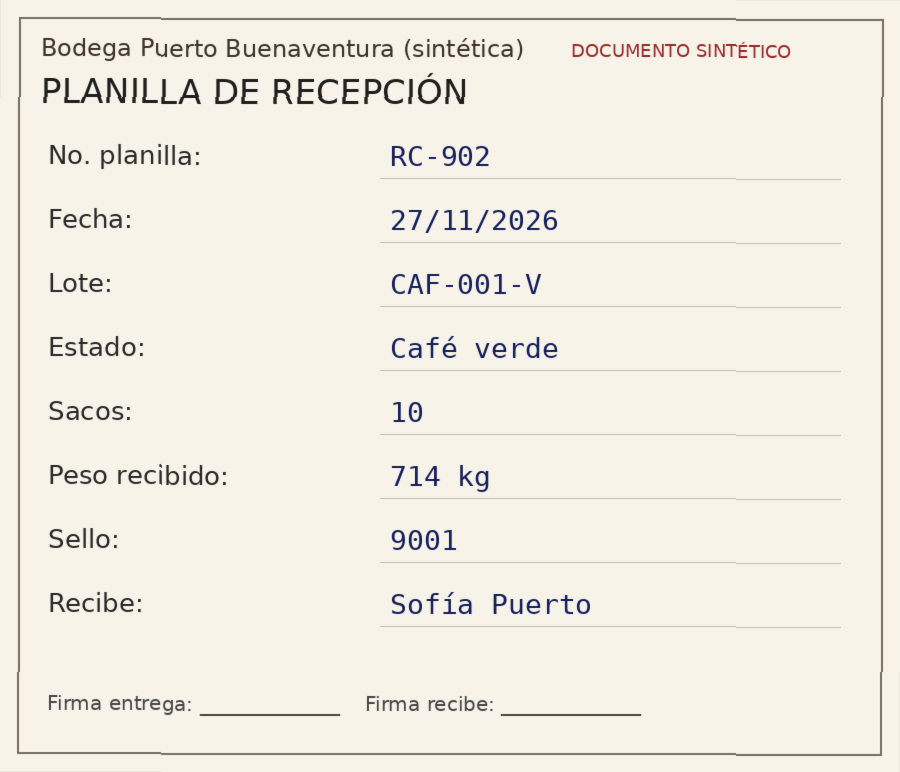 Bodega Puerto Buenaventura (sintética) DOCUMENTO SINTÉTICO
PLANILLA DE RECEPCIÓN
No. planilla: RC-902
Fecha: 27/11/2026
Lote: CAF-001-V
Estado: Café verde
Sacos: 10
Peso recibido: 714 kg
Sello: 9001
Recibe: Sofía Puerto
Firma entrega: Firma recibe: